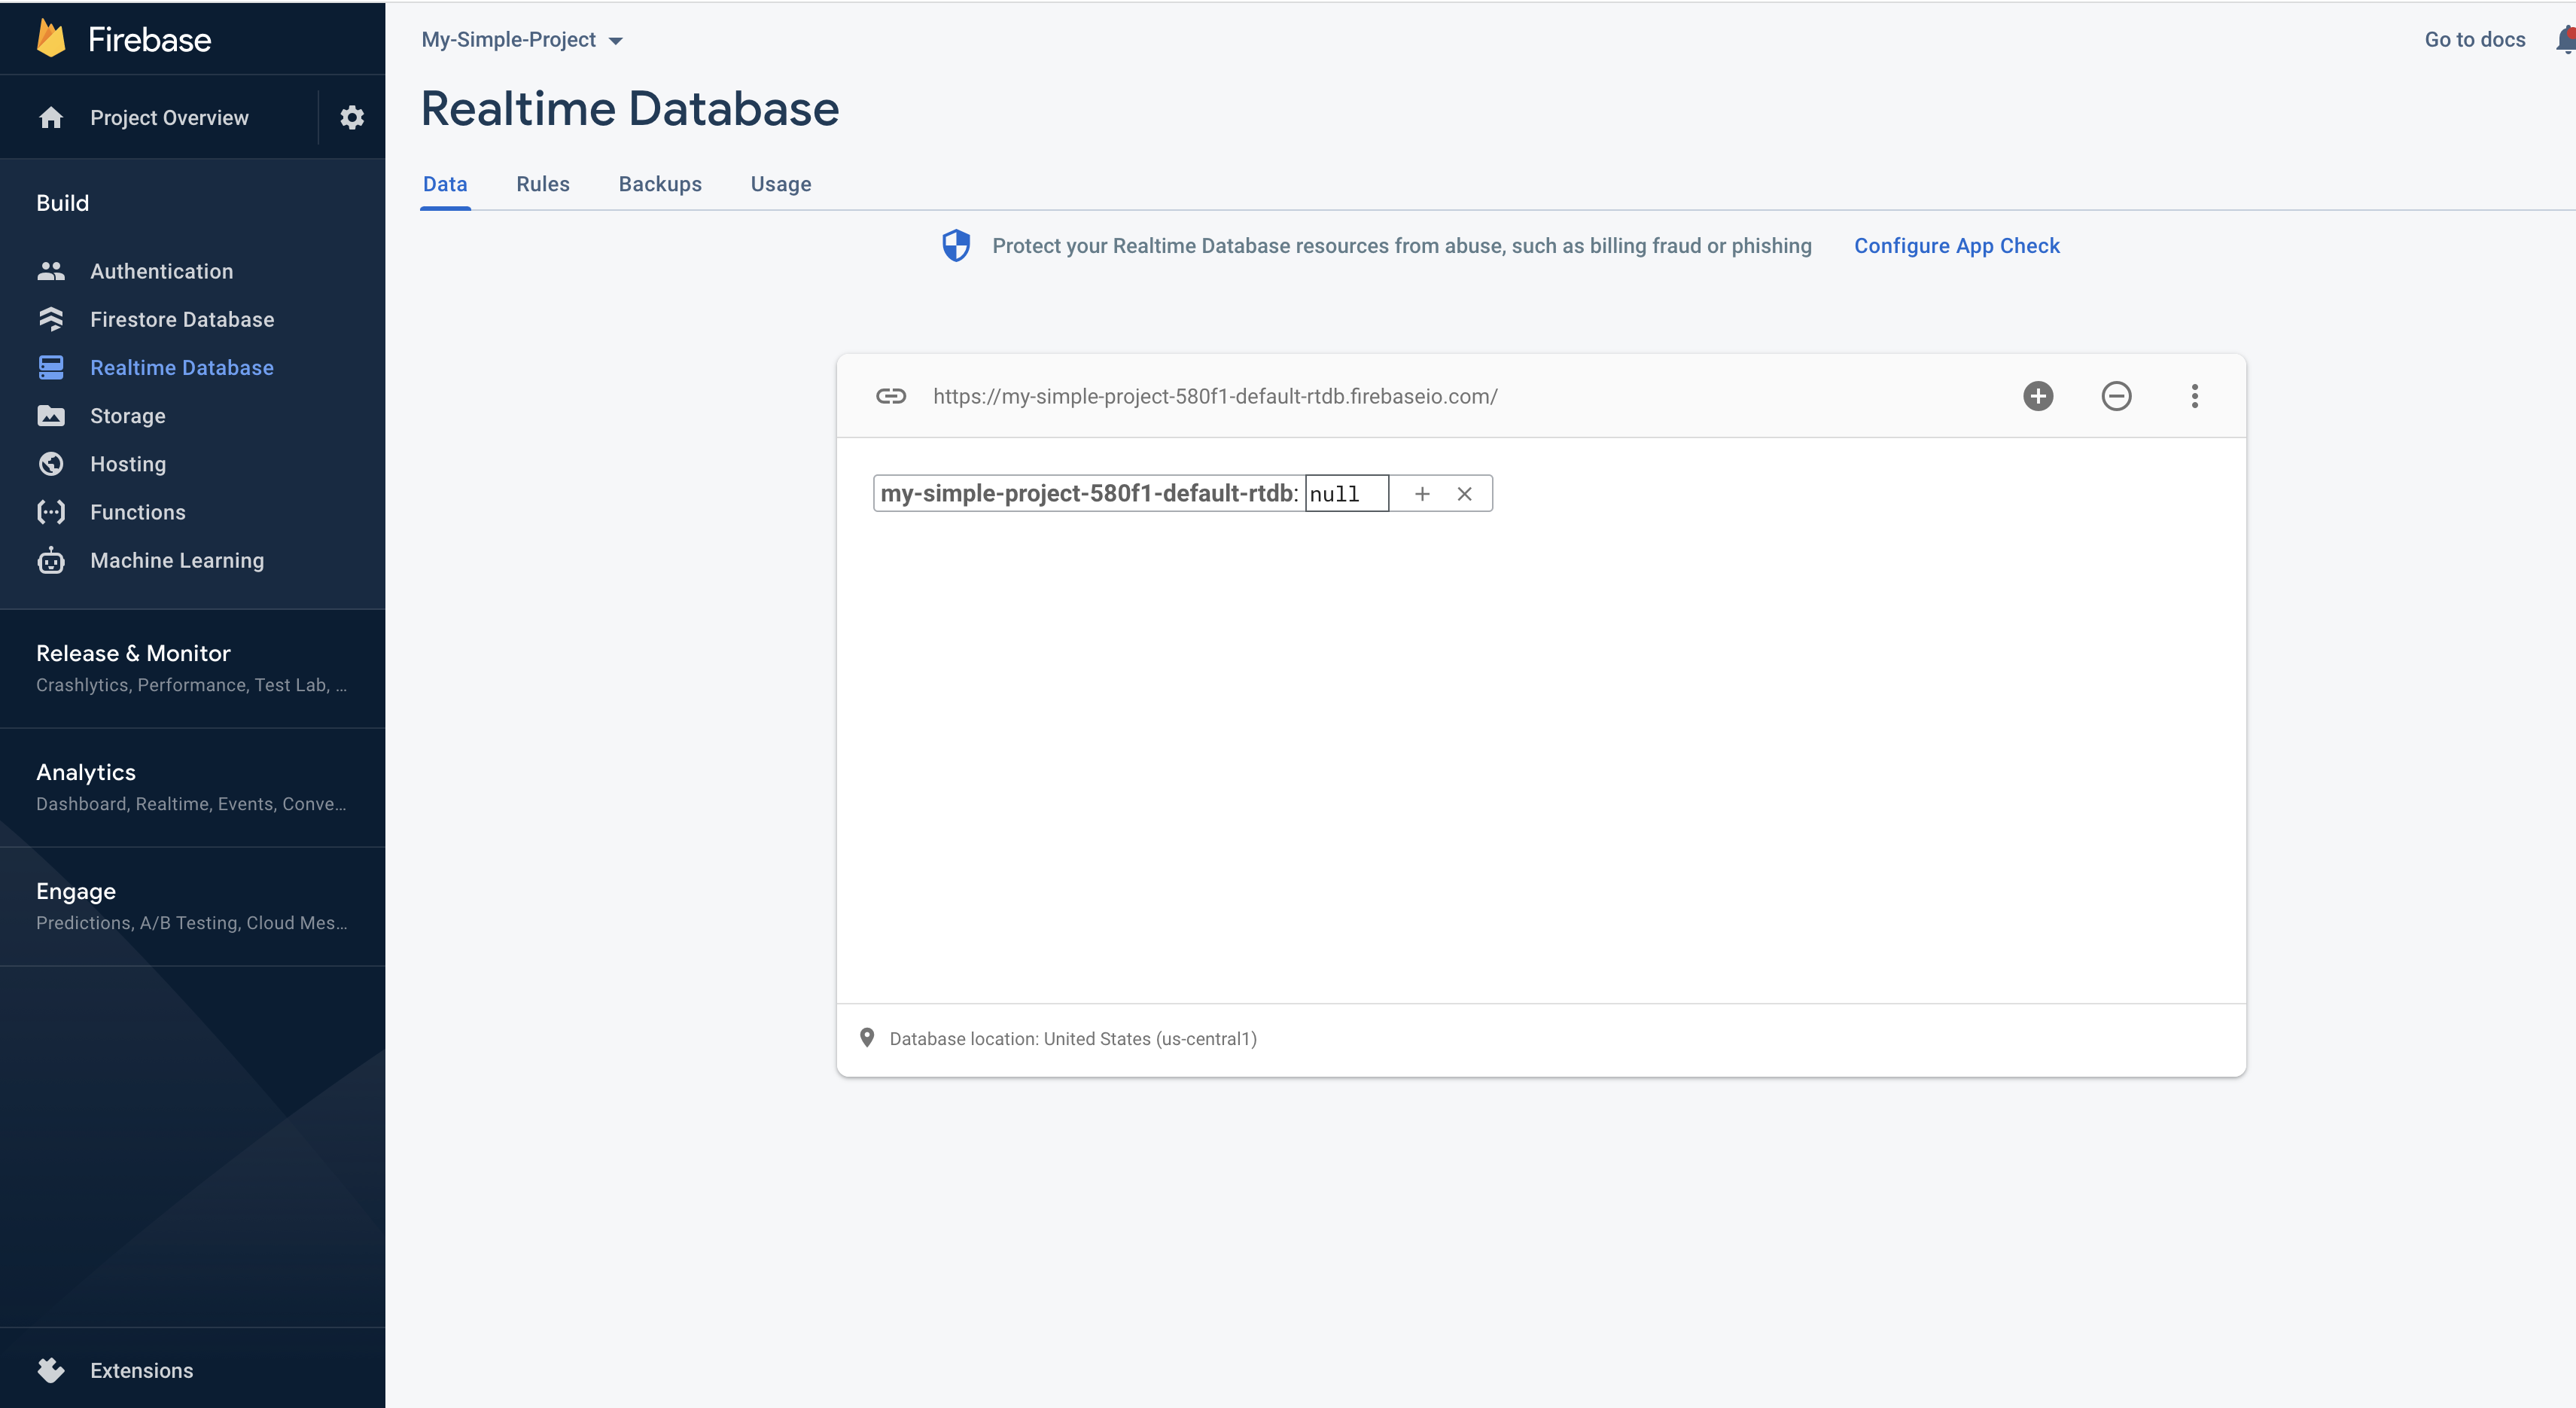 Firebase
My-Simple-Project
Go to docs
Project Overview
Realtime Database
Data Rules Backups Usage
Build
Protect your Realtime Database resources from abuse, such as billing fraud or phishing Configure App Check
Authentication
Firestore Database
Realtime Database
Storage
Hosting
Functions
Machine Learning
https://my-simple-project-580f1-default-rtdb.firebaseio.com/
my-simple-project-580f1-default-rtdb: null
Release & Monitor
Crashlytics, Performance, Test Lab, ...
Analytics
Dashboard, Realtime, Events, Conve...
Engage
Predictions, A/B Testing, Cloud Mes...
Database location: United States (us-central1)
Extensions